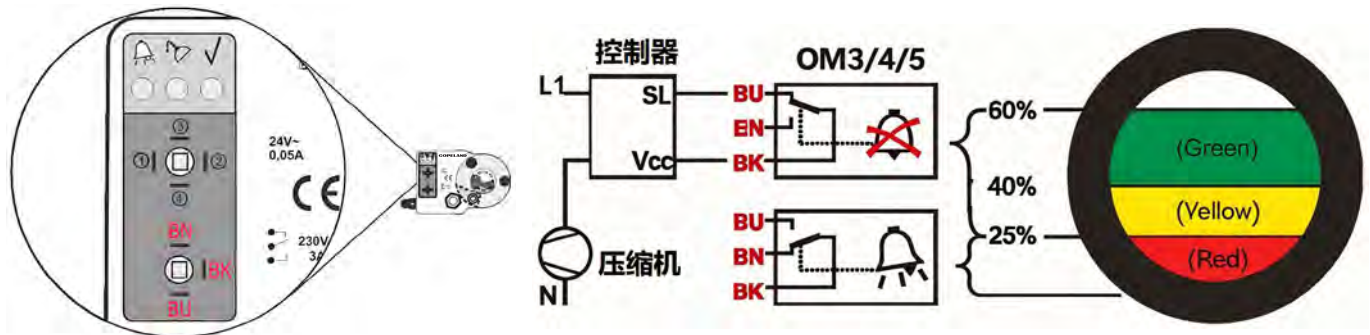 ③
① ②
④
BN
BK
BU
24V~
0,05A
CE
230V
3A
COPELAND
控制器
L1
SL
Vcc
压缩机
N
OM3/4/5
BU
EN
BK
BU
BN
BK
60%
40%
25%
(Green)
(Yellow)
(Red)